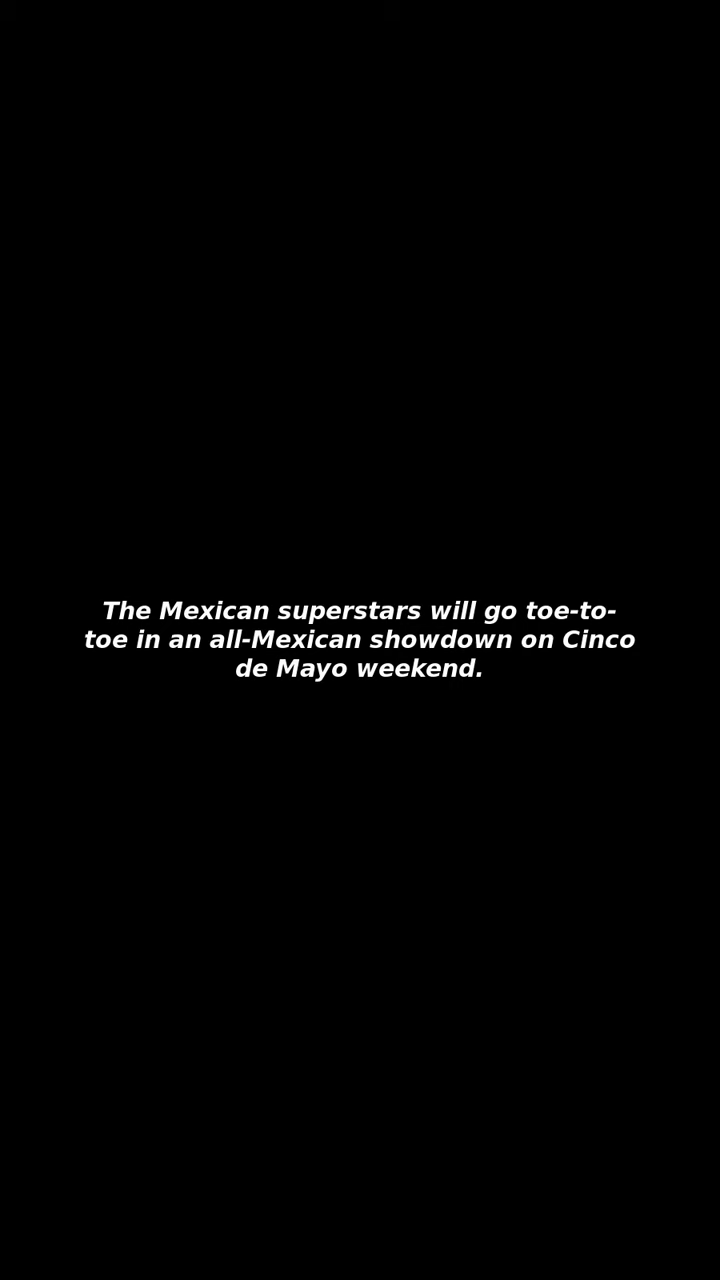 The Mexican superstars will go toe-to-
toe in an all-Mexican showdown on Cinco
de Mayo weekend.